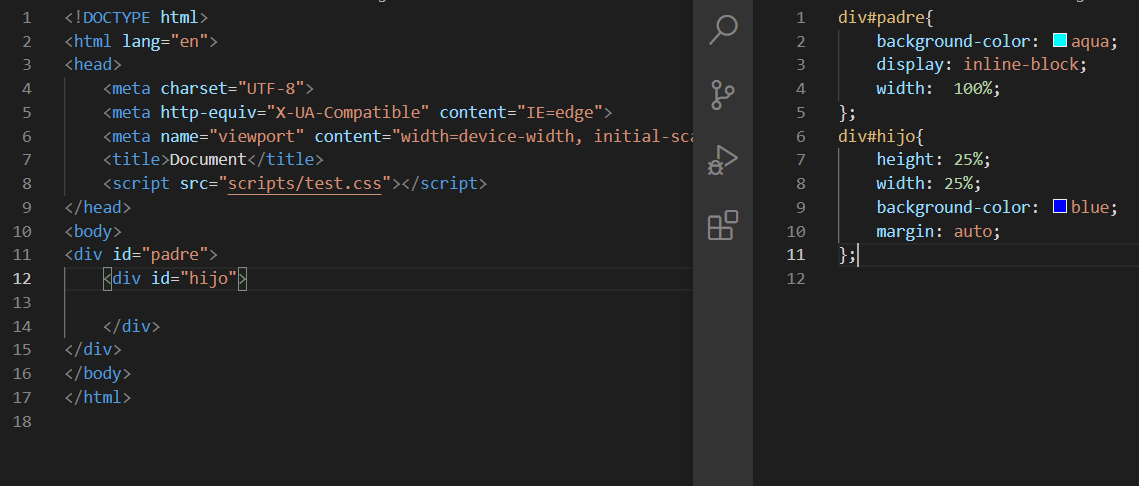 1 <!DOCTYPE html>
2 <html lang="en">
3 <head>
4 <meta charset="UTF-8">
5 <meta http-equiv="X-UA-Compatible" content="IE=edge">
6 <meta name="viewport" content="width=device-width, initial-sca
7 <title>Document</title>
8 <script src="scripts/test.css"></script>
9 </head>
10 <body>
11 <div id="padre">
12 <div id="hijo">
13
14 </div>
15 </div>
16 </body>
17 </html>
18
1 div#padre{
2 background-color: aqua;
3 display: inline-block;
4 width:  100%;
5 };
6 div#hijo{
7 height: 25%;
8 width: 25%;
9 background-color: blue;
10 margin: auto;
11 };
12